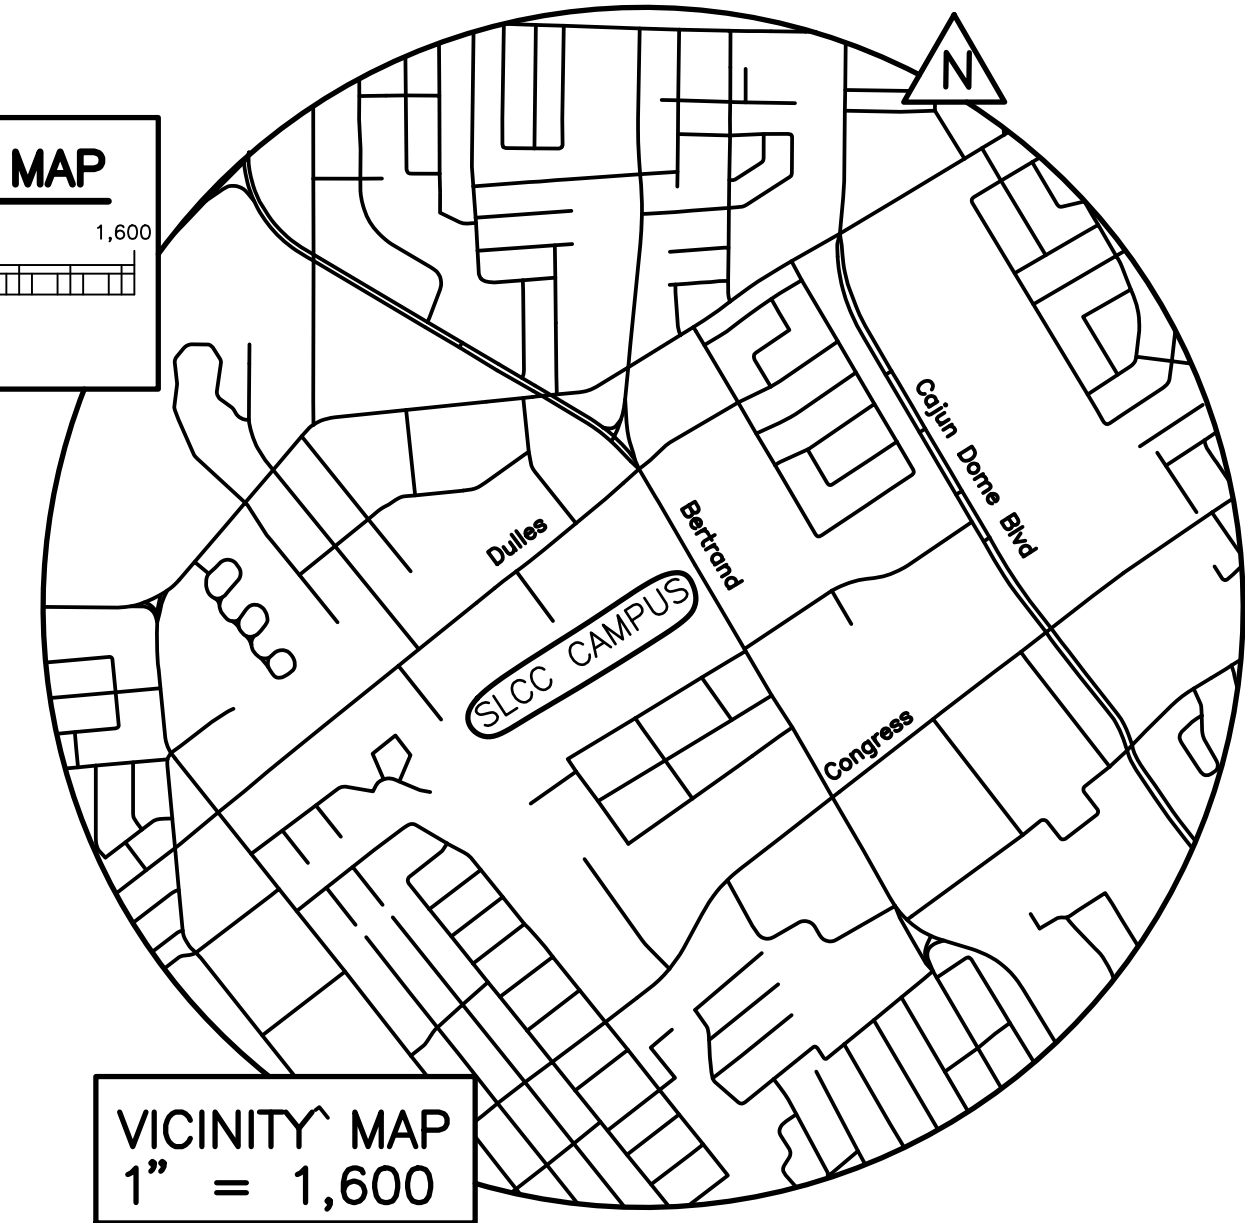 N
MAP
1,600
Cajun Dome Blvd
Bertrand
Dulles
SLCC CAMPUS
Congress
VICINITY^ MAP
1" = 1,600